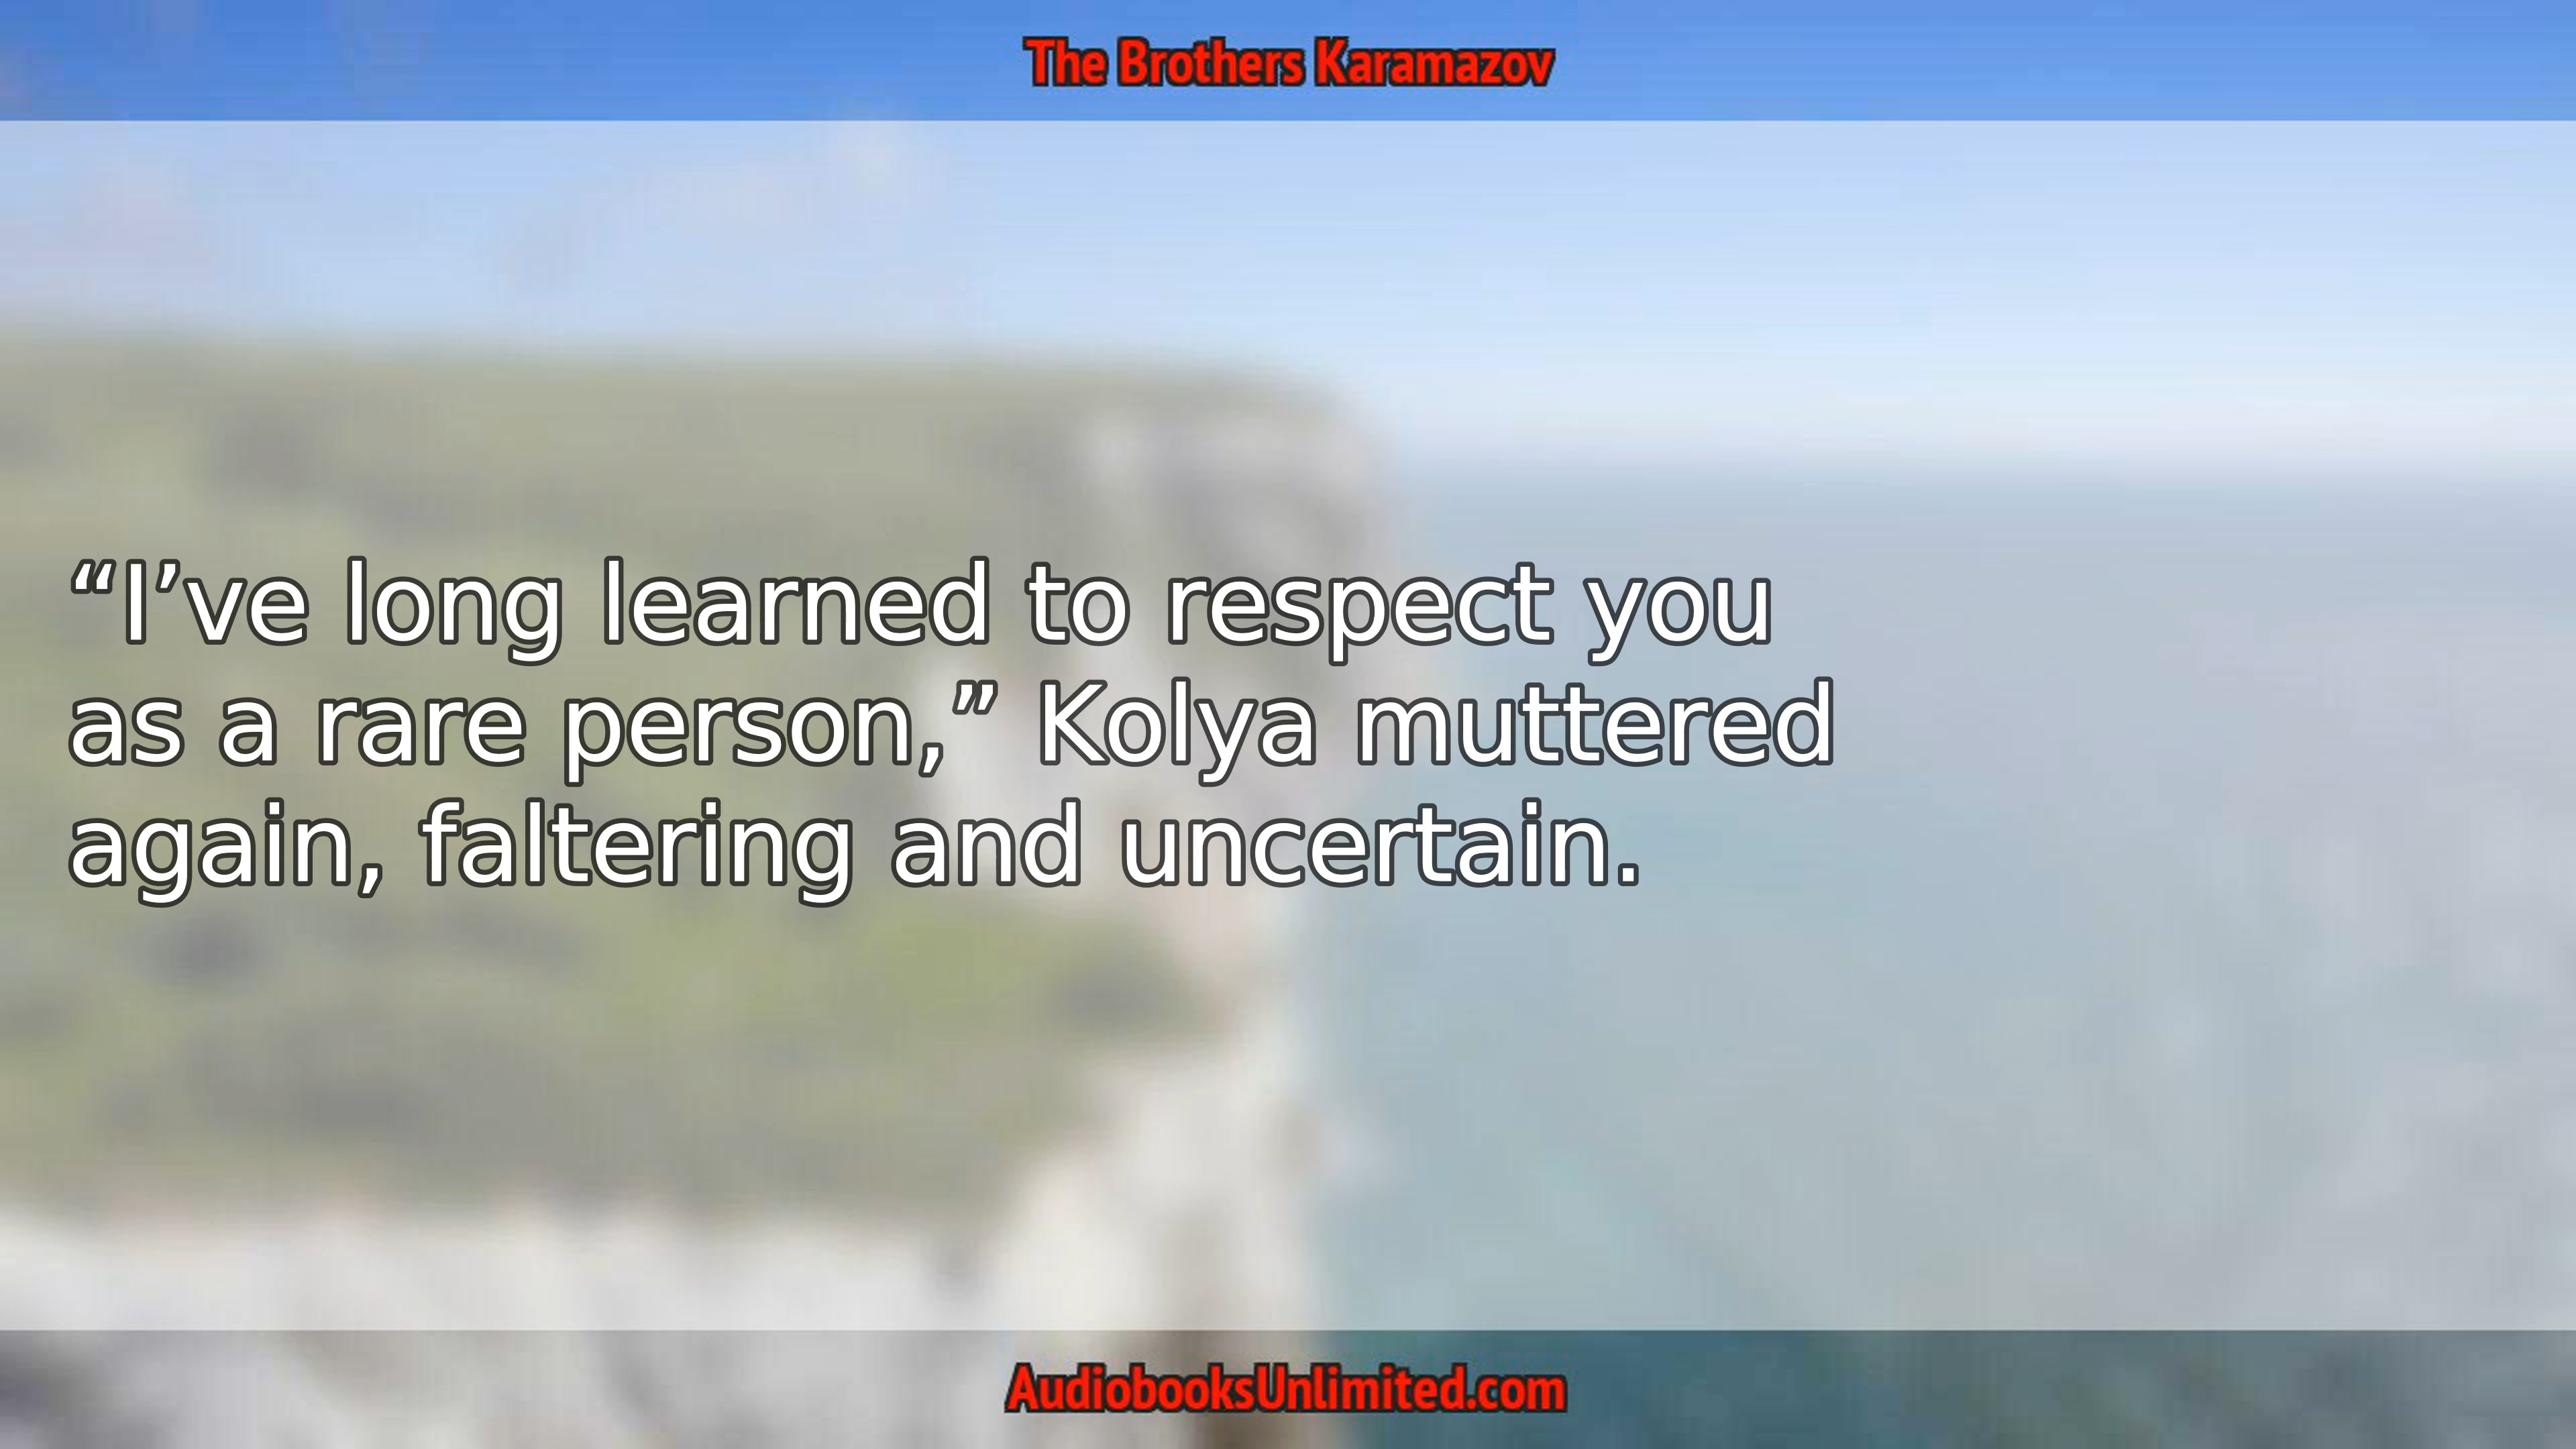 The Brothers Karamazov
“I’ve long learned to respect you
as a rare person,” Kolya muttered
again, faltering and uncertain.
AudiobooksUnlimited.com